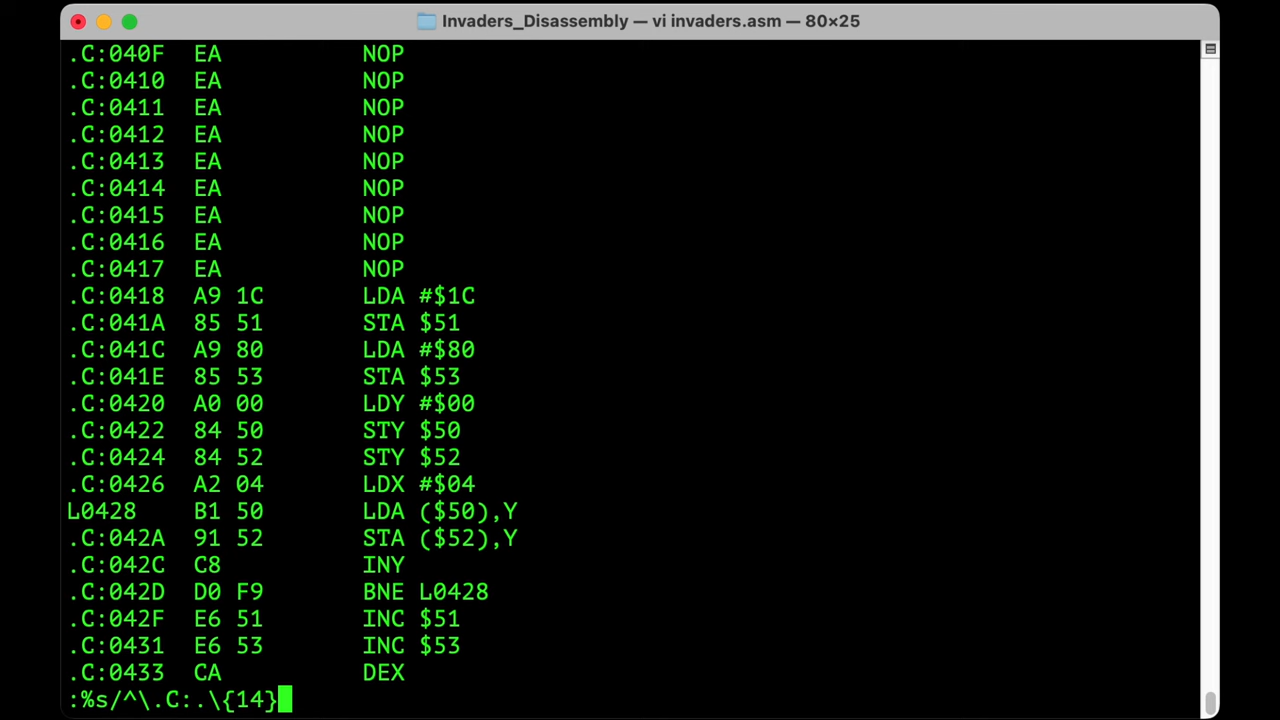 Invaders_Disassembly — vi invaders.asm — 80×25
.C:040F  EA          NOP
.C:0410  EA          NOP
.C:0411  EA          NOP
.C:0412  EA          NOP
.C:0413  EA          NOP
.C:0414  EA          NOP
.C:0415  EA          NOP
.C:0416  EA          NOP
.C:0417  EA          NOP
.C:0418  A9 1C       LDA #$1C
.C:041A  85 51       STA $51
.C:041C  A9 80       LDA #$80
.C:041E  85 53       STA $53
.C:0420  A0 00       LDY #$00
.C:0422  84 50       STY $50
.C:0424  84 52       STY $52
.C:0426  A2 04       LDX #$04
L0428    B1 50       LDA ($50),Y
.C:042A  91 52       STA ($52),Y
.C:042C  C8          INY
.C:042D  D0 F9       BNE L0428
.C:042F  E6 51       INC $51
.C:0431  E6 53       INC $53
.C:0433  CA          DEX
:%s/^\.C:.\{14}